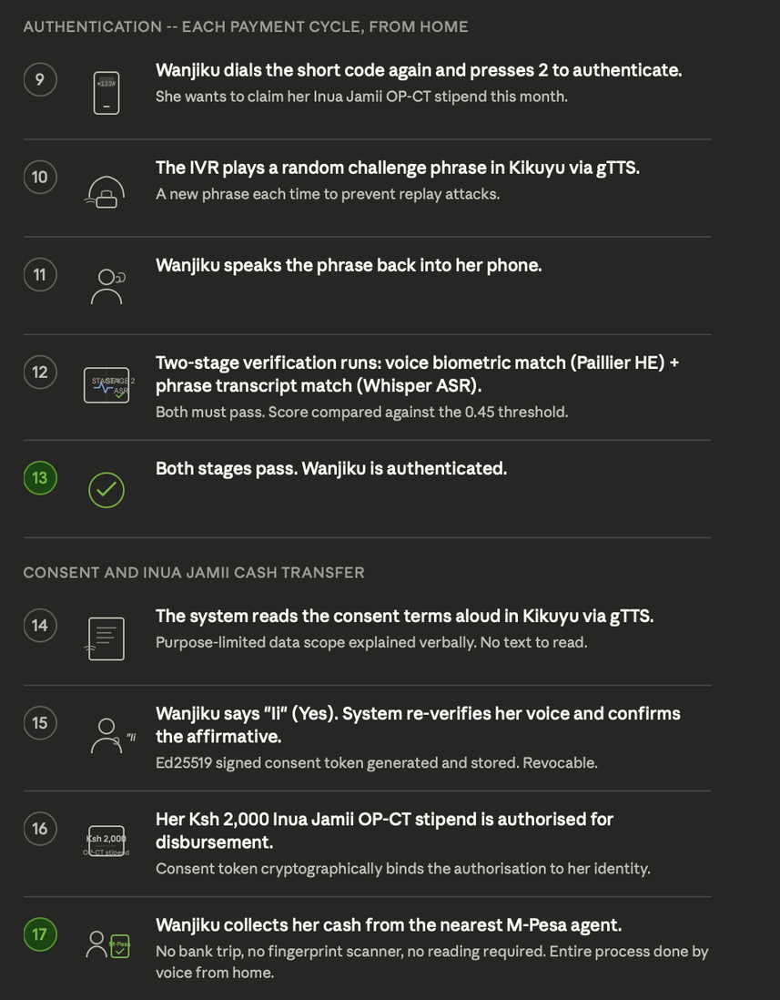 AUTHENTICATION -- EACH PAYMENT CYCLE, FROM HOME
9
*123#
Wanjiku dials the short code again and presses 2 to authenticate.
She wants to claim her Inua Jamii OP-CT stipend this month.
10
The IVR plays a random challenge phrase in Kikuyu via gTTS.
A new phrase each time to prevent replay attacks.
11
Wanjiku speaks the phrase back into her phone.
12
STAGE 2
ASR
Two-stage verification runs: voice biometric match (Paillier HE) +
phrase transcript match (Whisper ASR).
Both must pass. Score compared against the 0.45 threshold.
13
Both stages pass. Wanjiku is authenticated.
CONSENT AND INUA JAMII CASH TRANSFER
14
The system reads the consent terms aloud in Kikuyu via gTTS.
Purpose-limited data scope explained verbally. No text to read.
15
"Ii
Wanjiku says "Ii" (Yes). System re-verifies her voice and confirms
the affirmative.
Ed25519 signed consent token generated and stored. Revocable.
16
Ksh 2,000
OP-CT stipend
Her Ksh 2,000 Inua Jamii OP-CT stipend is authorised for
disbursement.
Consent token cryptographically binds the authorisation to her identity.
17
M-Pesa
Wanjiku collects her cash from the nearest M-Pesa agent.
No bank trip, no fingerprint scanner, no reading required. Entire process done by
voice from home.